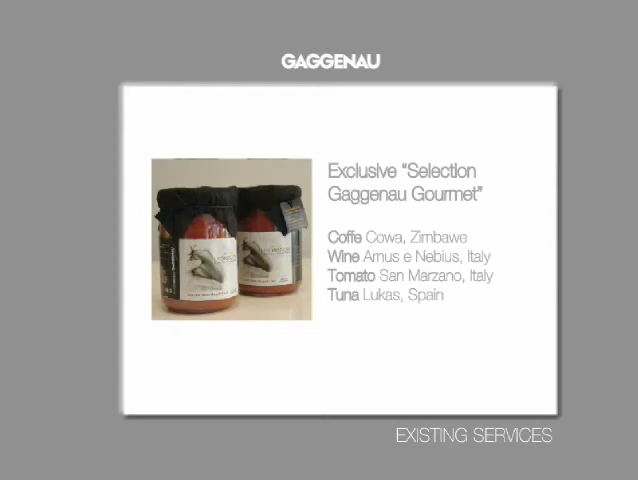 GAGGENAU
Exclusive “Selection
Gaggenau Gourmet”
Coffe Cowa, Zimbawe
Wine Amus e Nebius, Italy
Tomato San Marzano, Italy
Tuna Lukas, Spain
EXISTING SERVICES